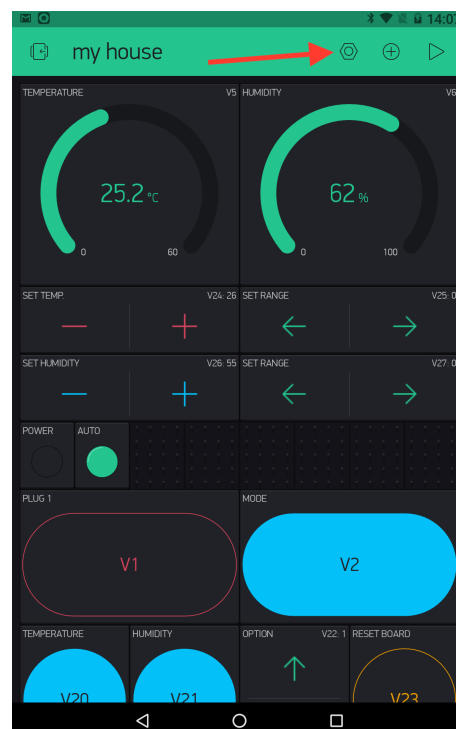 14:07
my house
TEMPERATURE V5 HUMIDITY V6
25.2 °C 62 %
0 60 0 100
SET TEMP. V24: 26 SET RANGE V25: 0
SET HUMIDITY V26: 55 SET RANGE V27: 0
POWER AUTO
PLUG 1 MODE
V1 V2
TEMPERATURE HUMIDITY OPTION V22: 1 RESET BOARD
V20 V21 V23